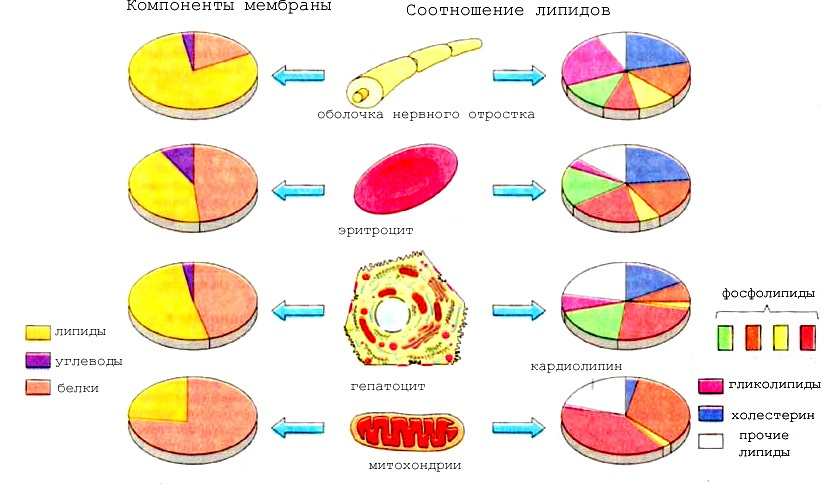 Компоненты мембраны
Соотношение липидов
оболочка нервного отростка
эритроцит
гепатоцит
кардиолипин
митохондрии
липиды
углеводы
белки
фосфолипиды
гликолипиды
холестерин
прочие
липиды